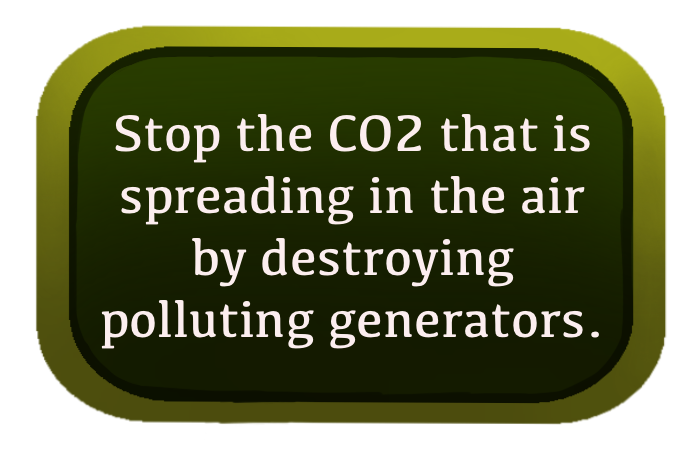 Stop the CO2 that is
spreading in the air
by destroying
polluting generators.